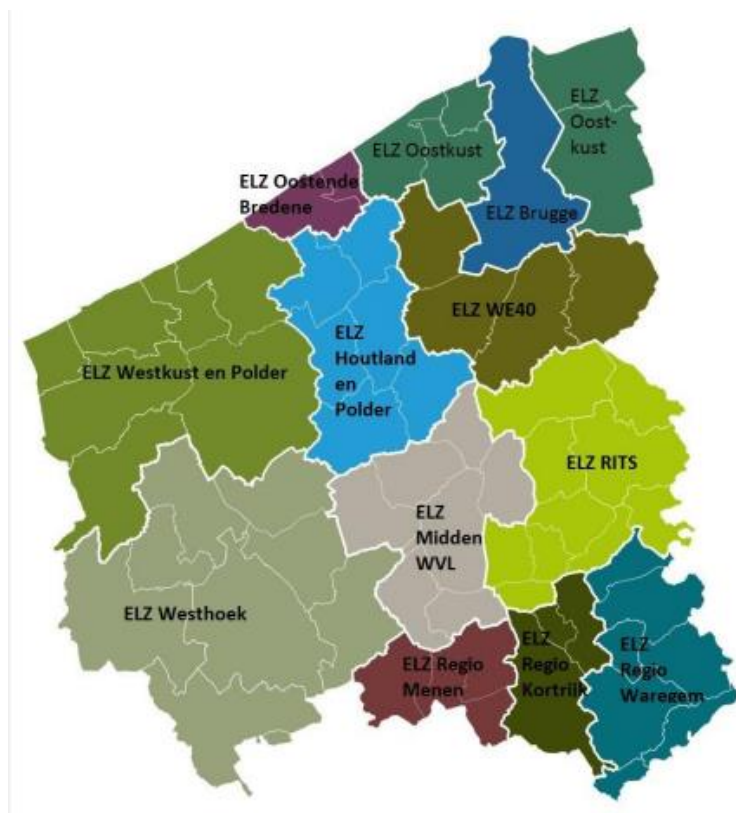 ELZ
Oost-
kust
ELZ Oostkust
ELZ Oostende
Bredene
ELZ Brugge
ELZ WE40
ELZ
Houtland
en
Polder
ELZ Westkust en Polder
ELZ RITS
ELZ
Midden
WVL
ELZ Westhoek
ELZ Regio
Menen
ELZ
Regio
Kortrijk
ELZ
Regio
Waregem